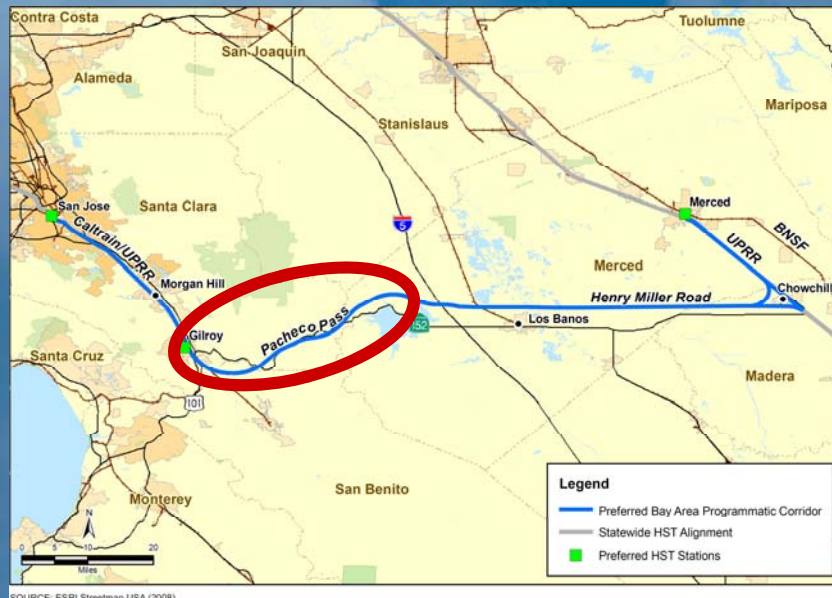 Contra Costa
Tuolumne
San Joaquin
Alameda
Mariposa
Stanislaus
San Jose
Santa Clara
5
Merced
Caltrain/UPRR
BNSF
UPRR
Morgan Hill
Merced
Chowchill
Henry Miller Road
Pacheco Pass
Gilroy
152
Los Banos
Santa Cruz
Madera
101
San Benito
Monterey
Legend
Preferred Bay Area Programmatic Corridor
Statewide HST Alignment
Preferred HST Stations
N
0 5 10 20
Miles
SOURCE: ESRI Streetmap USA (2008)